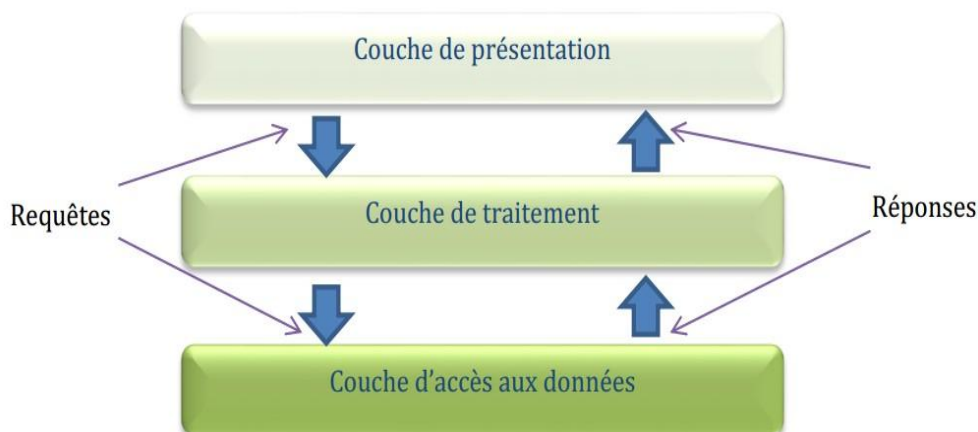 Couche de présentation
Requêtes
Couche de traitement
Réponses
Couche d'accès aux données